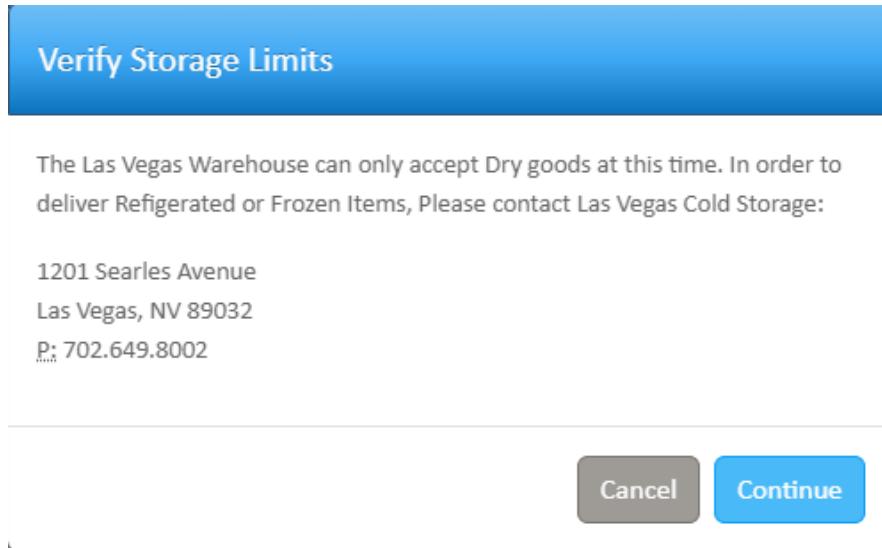 Verify Storage Limits
The Las Vegas Warehouse can only accept Dry goods at this time. In order to
deliver Refigerated or Frozen Items, Please contact Las Vegas Cold Storage:
1201 Searles Avenue
Las Vegas, NV 89032
P: 702.649.8002
Cancel
Continue